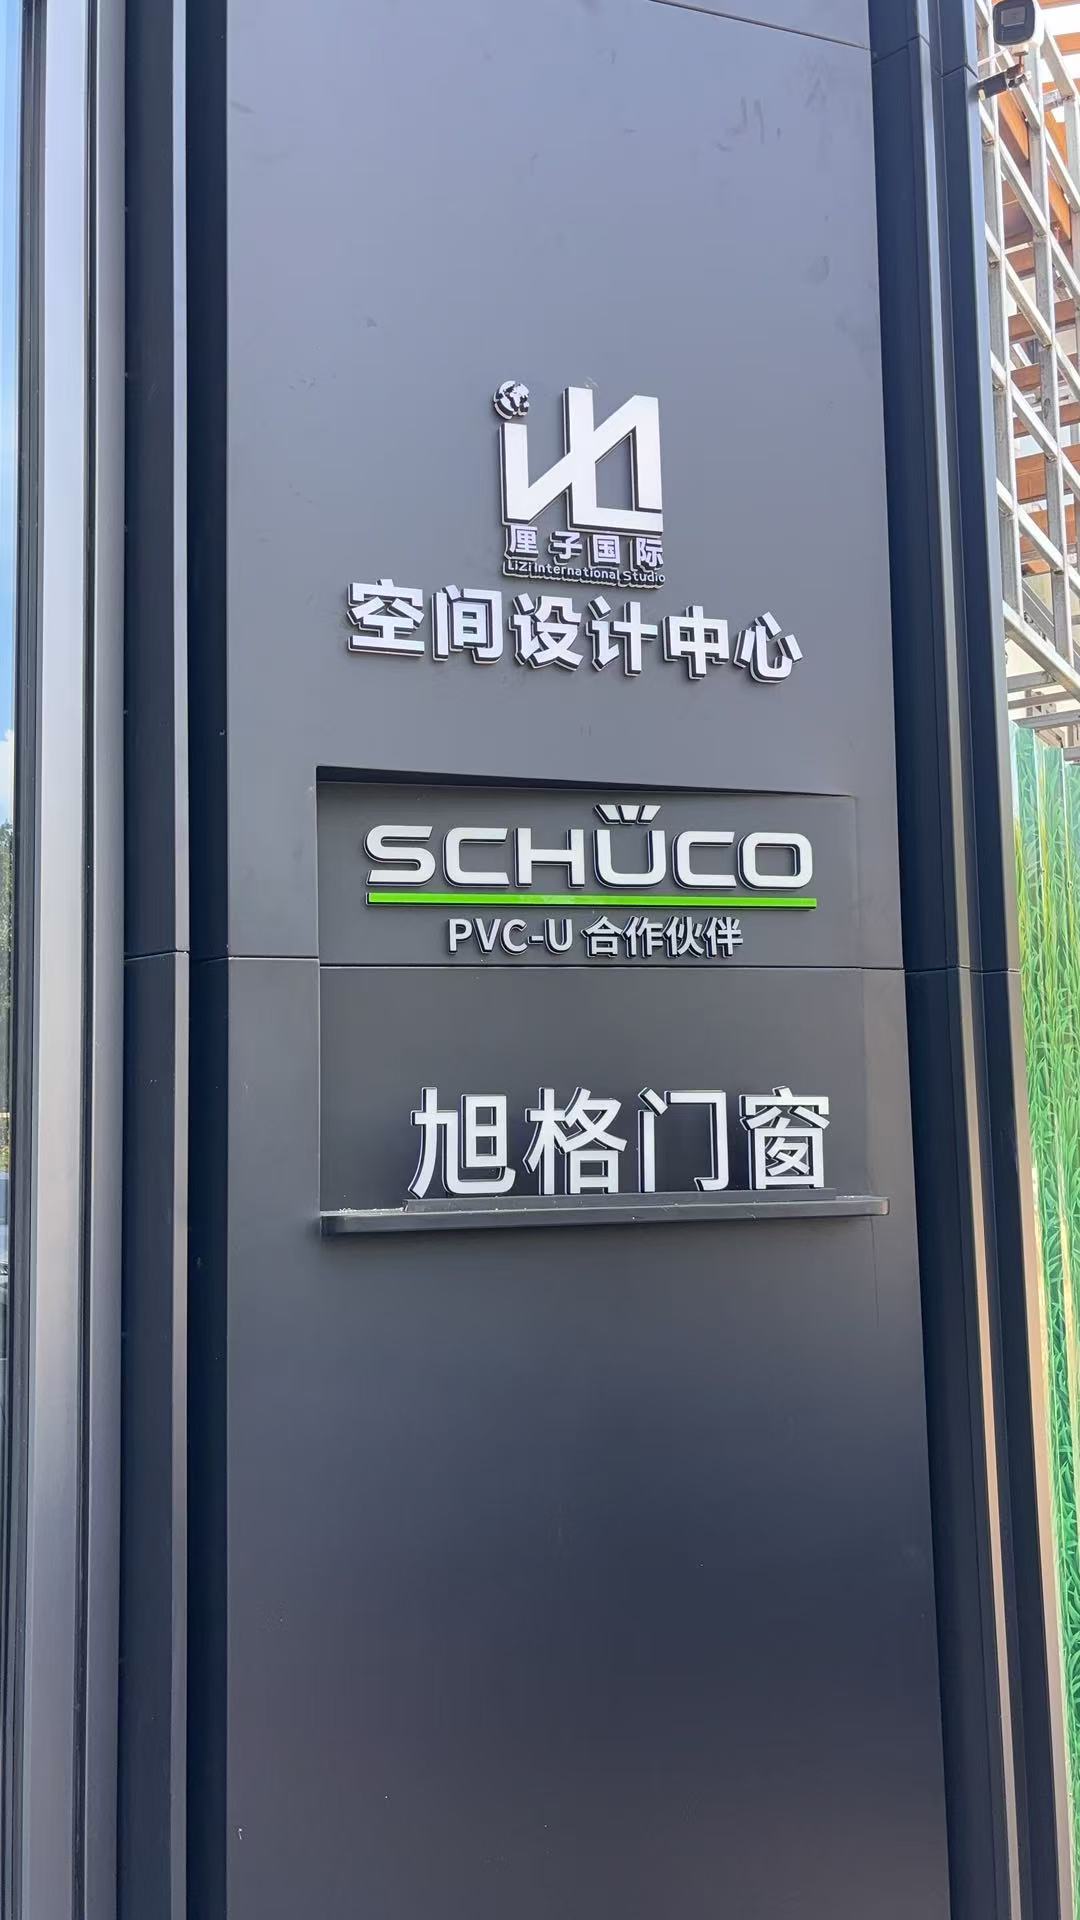 厘子国际
LiZi International Studio
空间设计中心
SCHÜCO
PVC-U 合作伙伴
旭格门窗